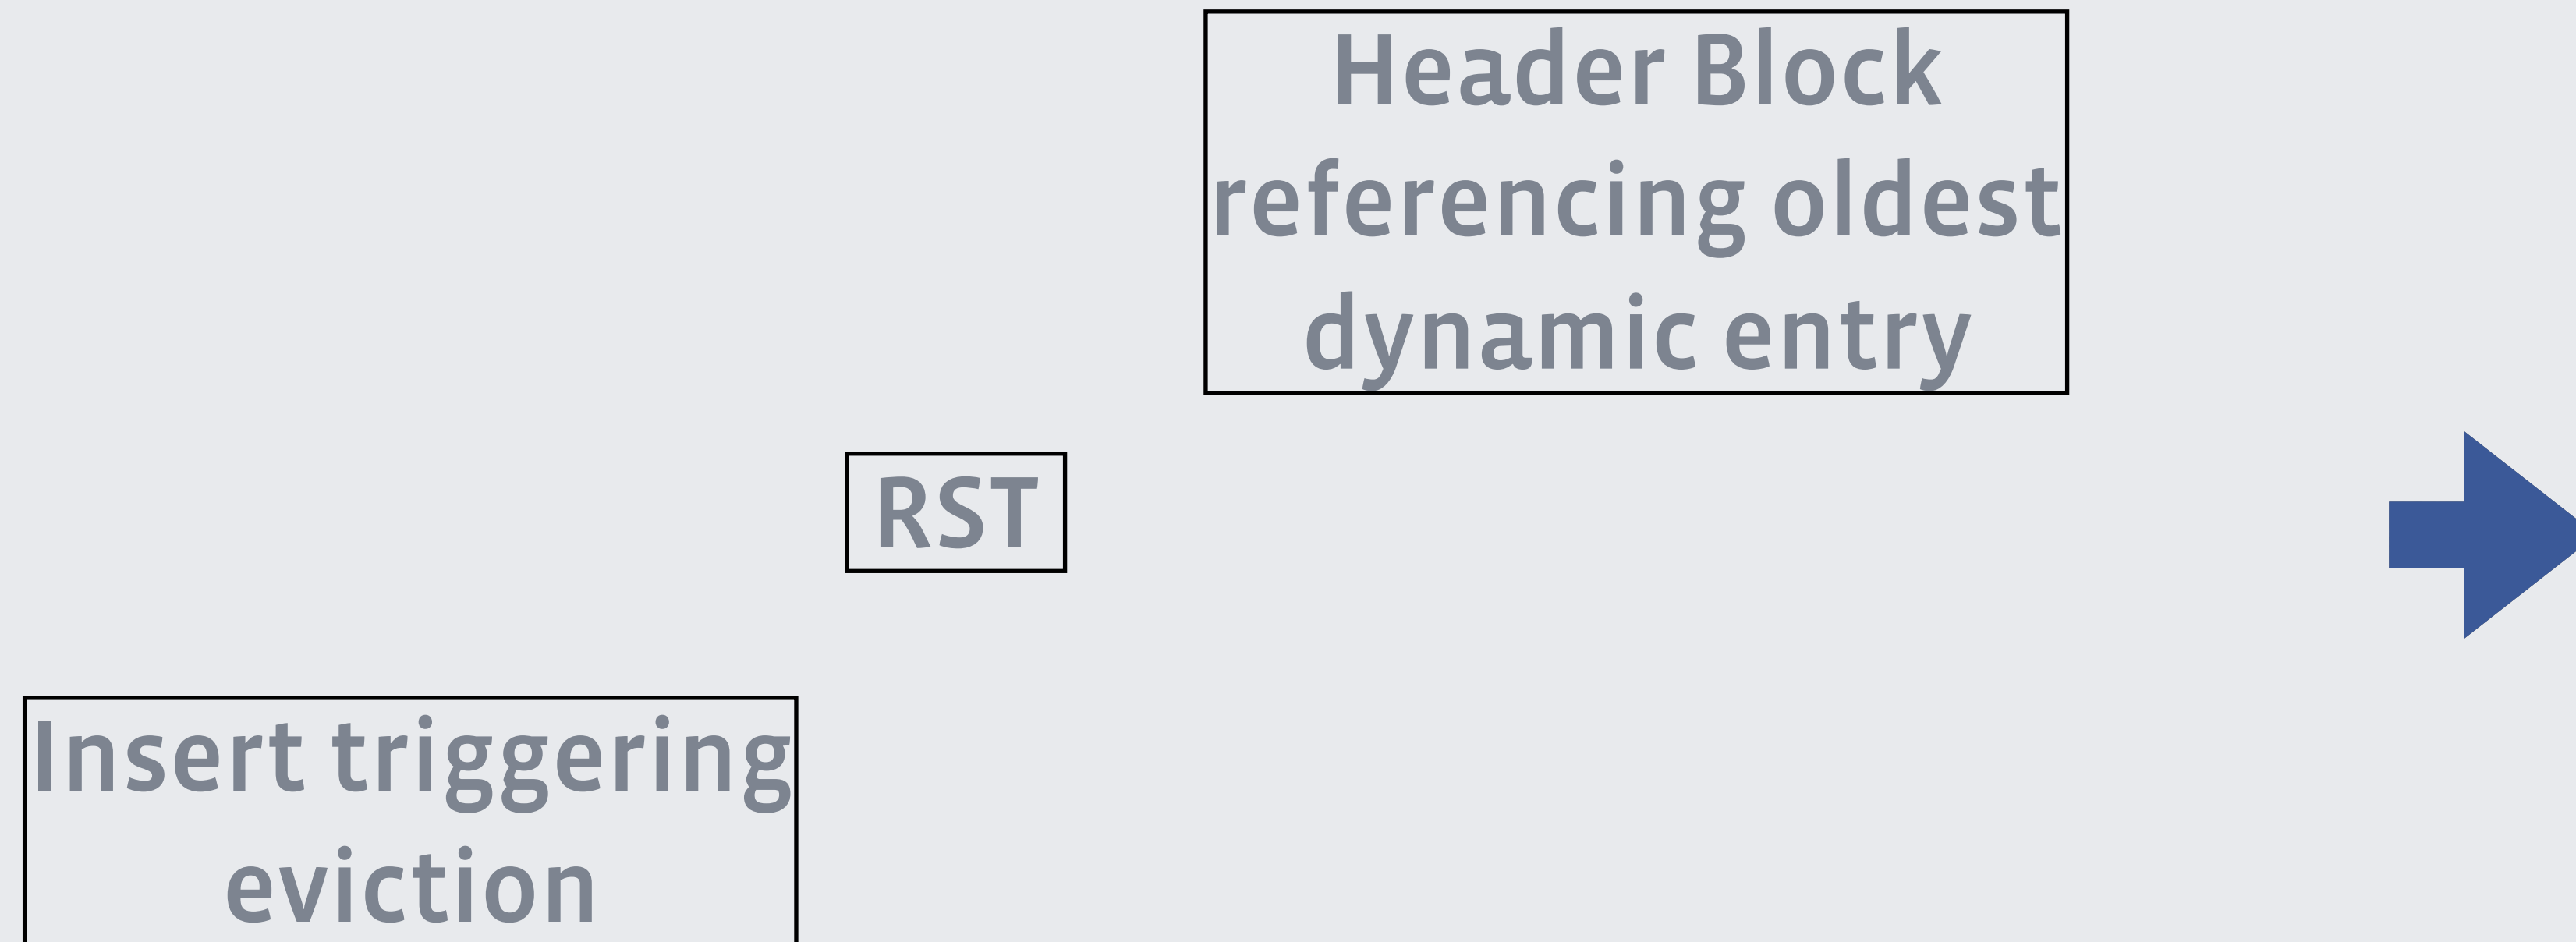 Header Block
referencing oldest
dynamic entry
RST
Insert triggering
eviction